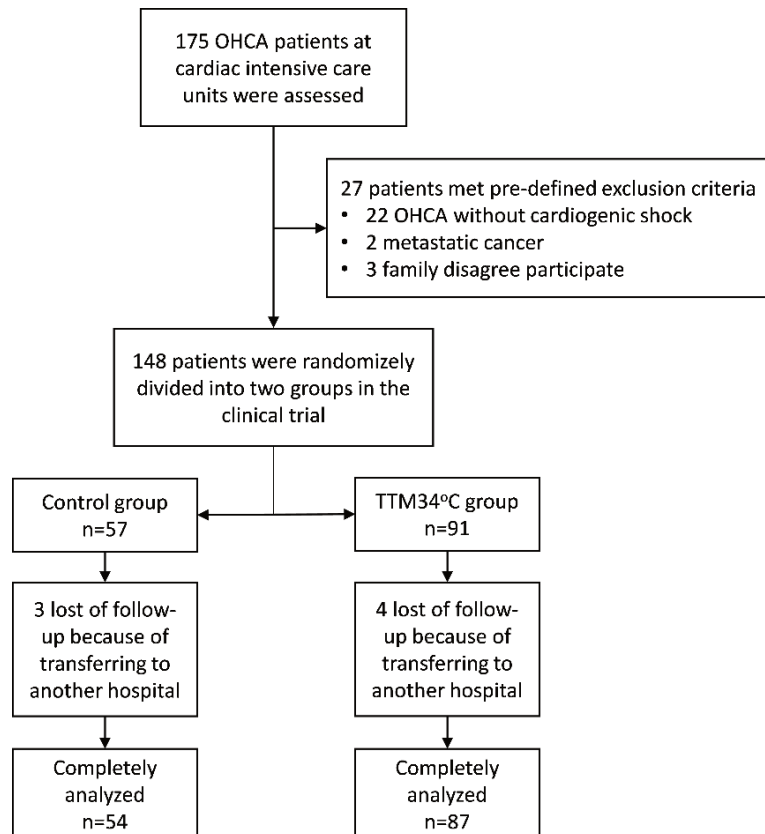 175 OHCA patients at
cardiac intensive care
units were assessed
27 patients met pre-defined exclusion criteria
• 22 OHCA without cardiogenic shock
• 2 metastatic cancer
• 3 family disagree participate
148 patients were randomizely
divided into two groups in the
clinical trial
Control group
n=57
TTM34°C group
n=91
3 lost of follow-
up because of
transferring to
another hospital
4 lost of follow-
up because of
transferring to
another hospital
Completely
analyzed
n=54
Completely
analyzed
n=87